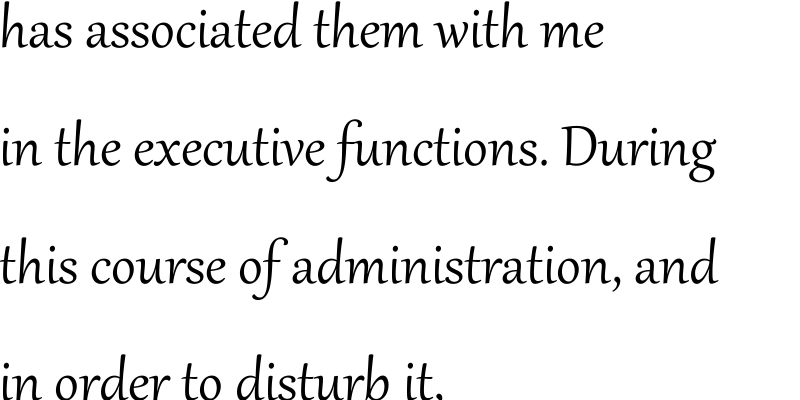 has associated them with me
in the executive functions. During
this course of administration, and
in order to disturb it,